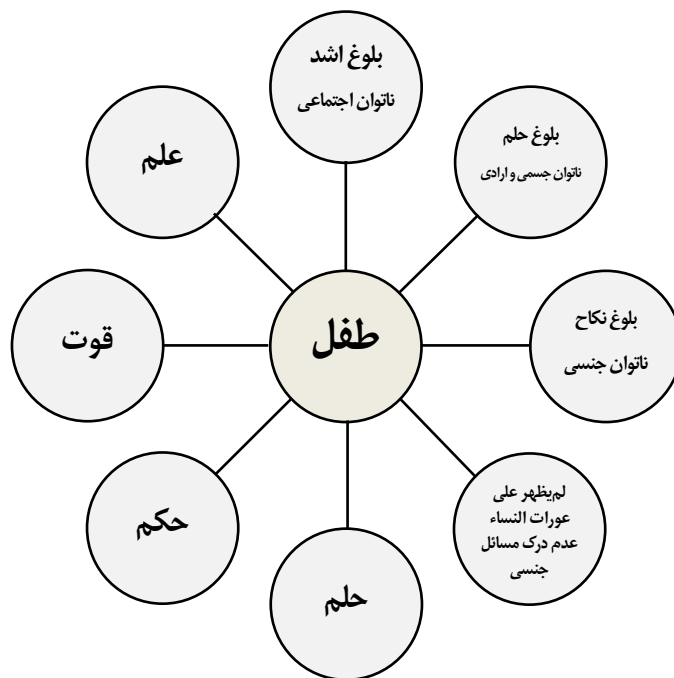 بلوغ اشد
ناتوان اجتماعی
بلوغ حلم
ناتوان جسمی و ارادی
علم
بلوغ نکاح
ناتوان جنسی
طفل
قوت
لم‌یظهر علی
عورات النساء
عدم درک مسائل
جنسی
حکم
حلم